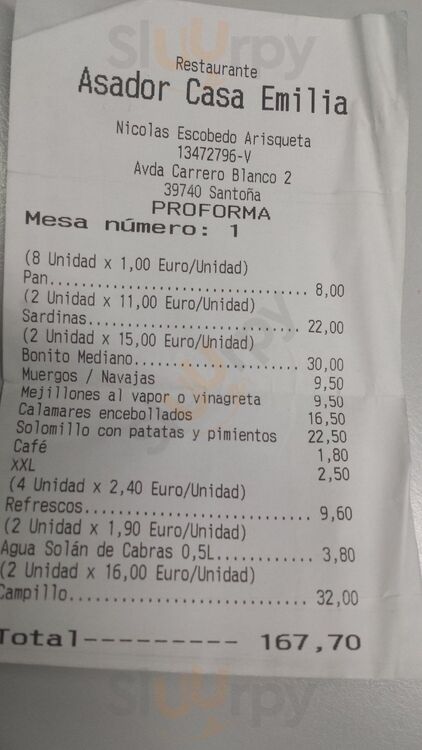 Restaurante
Asador Casa Emilia
Nicolas Escobedo Arisqueta
13472796-V
Avda Carrero Blanco 2
39740 Santoña
PROFORMA
Mesa número: 1
(8 Unidad x 1,00 Euro/Unidad)
Pan................................ 8,00
(2 Unidad x 11,00 Euro/Unidad)
Sardinas.......................... 22,00
(2 Unidad x 15,00 Euro/Unidad)
Bonito Mediano.................... 30,00
Muergos / Navajas 9,50
Mejillones al vapor o vinagreta 9,50
Calamares encebollados 16,50
Solomillo con patatas y pimientos 22,50
Café 1,80
XXL 2,50
(4 Unidad x 2,40 Euro/Unidad)
Refrescos......................... 9,60
(2 Unidad x 1,90 Euro/Unidad)
Agua Solán de Cabras 0,5L........... 3,80
(2 Unidad x 16,00 Euro/Unidad)
Campillo........................... 32,00
Total--------- 167,70
Sluurpy
Sluurpy
Sluurpy